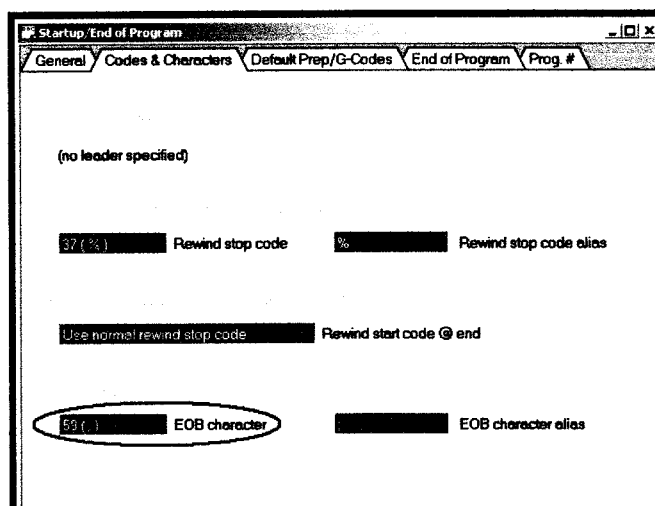 Startup/End of Program
General Codes & Characters Default Prep/G-Codes End of Program Prog. #
(no leader specified)
37 ( % ) Rewind stop code % Rewind stop code alias
Use normal rewind stop code Rewind start code @ end
EOB character EOB character alias